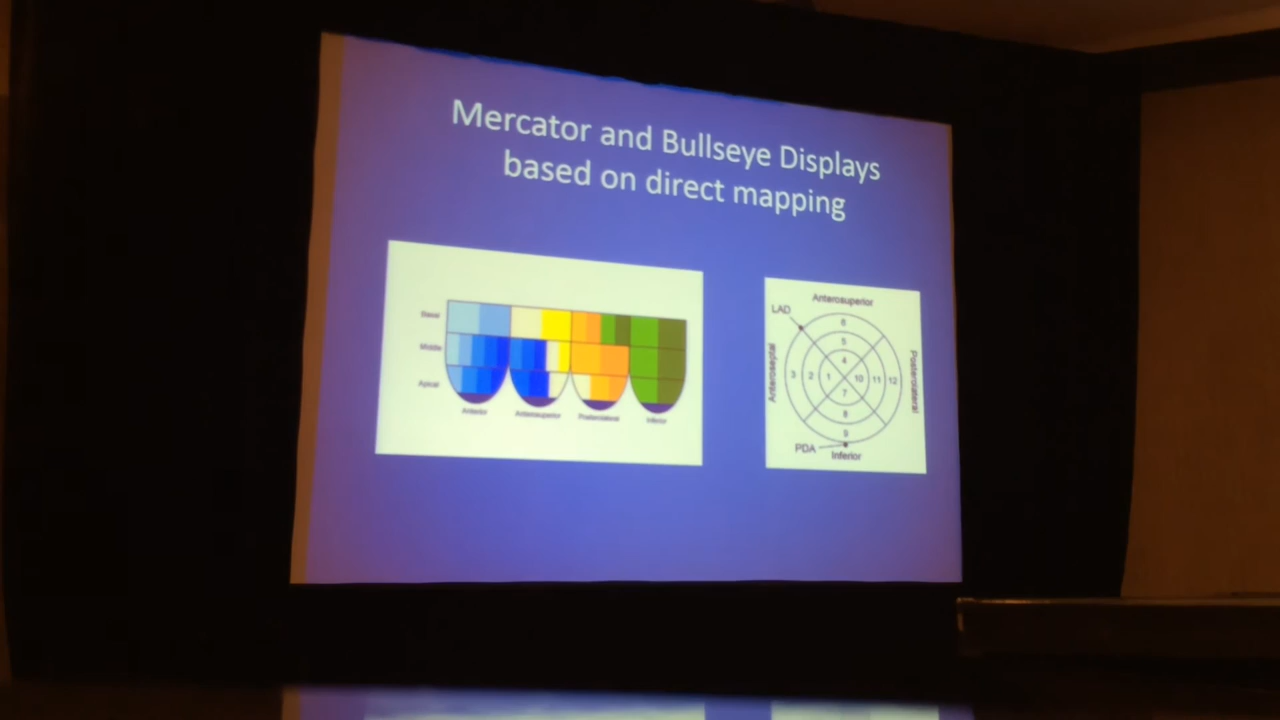 Mercator and Bullseye Displays
based on direct mapping
Basal
Middle
Apical
Anterosuperior
Posterolateral
Inferior
Anterosuperior
LAD
Anteroseptal
Posterolateral
6
5
4
3 2 1 10 11 12
7
8
9
PDA
Inferior